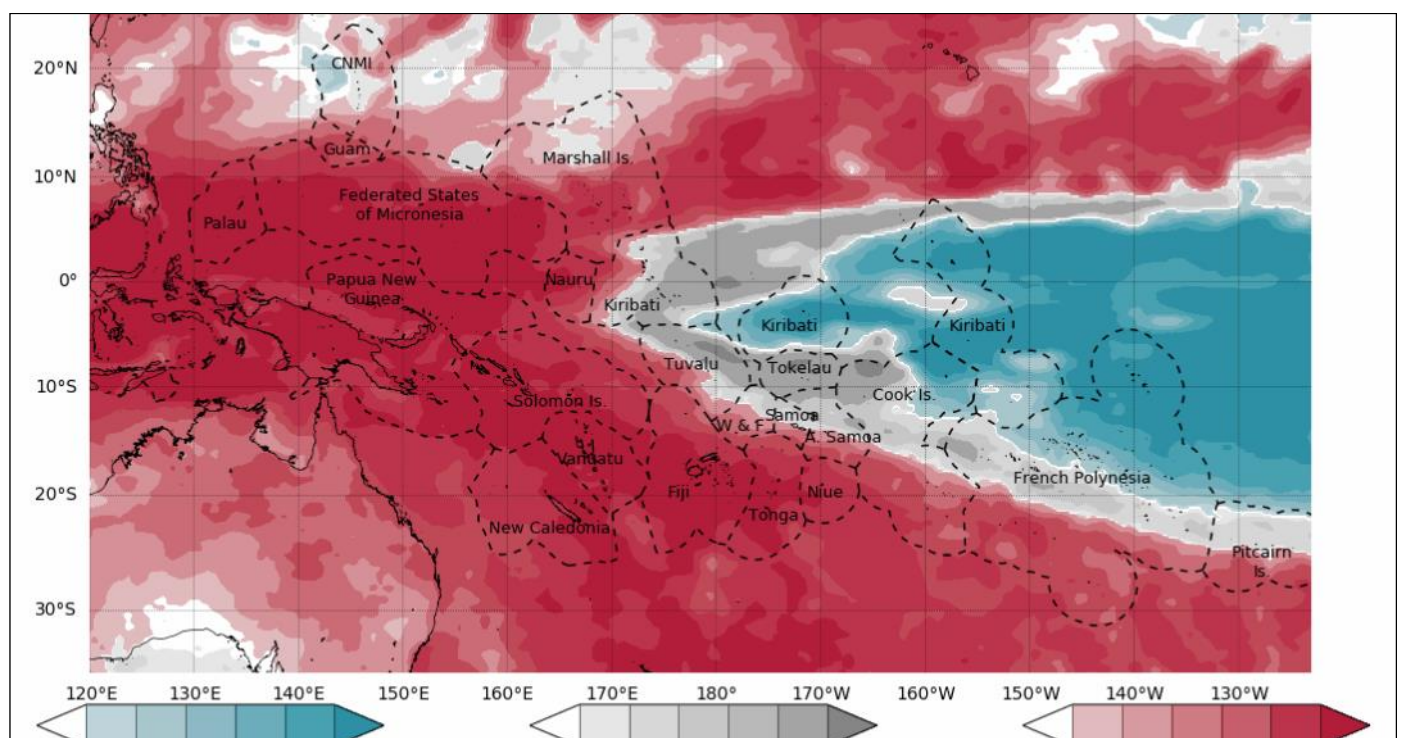 20°N
10°N
0°
10°S
20°S
30°S
CNMI
Guam
Marshall Is.
Federated States
of Micronesia
Palau
Papua New
Guinea
Nauru
Kiribati
Kiribati
Kiribati
Tuvalu
Tokelau
Cook Is.
Solomon Is.
W & F
Samoa
A. Samoa
Vanuatu
Fiji
Niue
Tonga
New Caledonia
French Polynesia
Pitcairn
Is.
120°E 130°E 140°E 150°E 160°E 170°E 180° 170°W 160°W 150°W 140°W 130°W